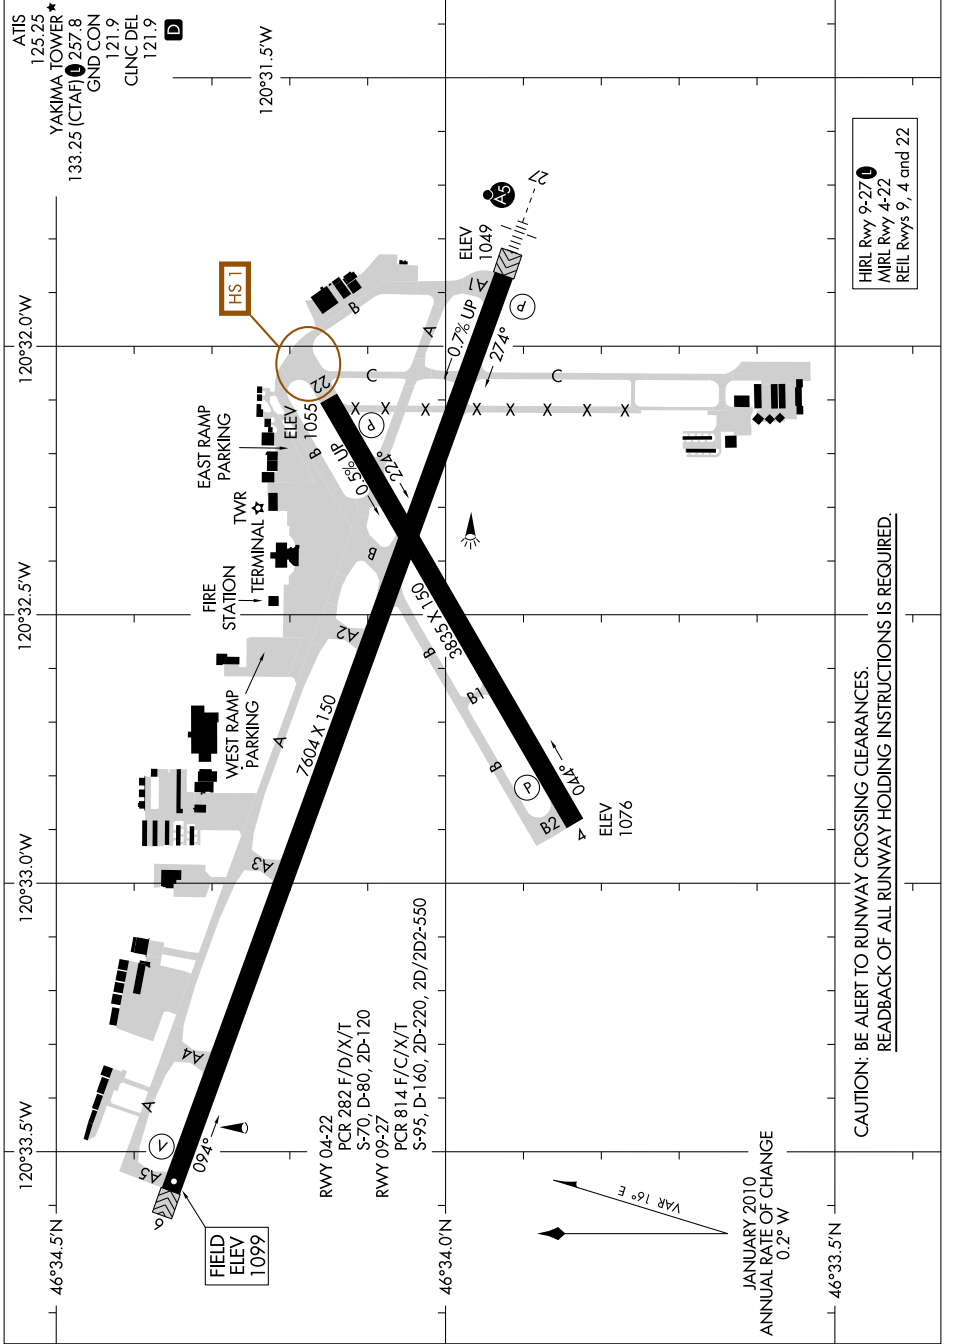 ATIS
125.25
YAKIMA TOWER
133.25 (CTAF) L 257.8
GND CON
121.9
CLNC DEL
121.9
D
120°31.5'W
120°32.0'W
120°32.5'W
120°33.0'W
120°33.5'W
46°34.5'N
46°34.0'N
46°33.5'N
HS 1
EAST RAMP
PARKING
TWR
TERMINAL
FIRE
STATION
WEST RAMP
PARKING
ELEV
1055
22
0.5% UP
224°
P
ELEV
1049
A5
27
0.7% UP
274°
P
A1
A
B
B
B
B
B
B1
B2
C
C
X X X X X X X X
A2
A
A3
A4
A
A5
V
7604 X 150
3835 X 150
P
044°
4
ELEV
1076
094°
9
FIELD
ELEV
1099
RWY 04-22
PCR 282 F/D/X/T
S-70, D-80, 2D-120
RWY 09-27
PCR 814 F/C/X/T
S-95, D-160, 2D-220, 2D/2D2-550
HIRL Rwy 9-27 L
MIRL Rwy 4-22
REIL Rwys 9, 4 and 22
VAR 16° E
JANUARY 2010
ANNUAL RATE OF CHANGE
0.2° W
CAUTION: BE ALERT TO RUNWAY CROSSING CLEARANCES.
READBACK OF ALL RUNWAY HOLDING INSTRUCTIONS IS REQUIRED.